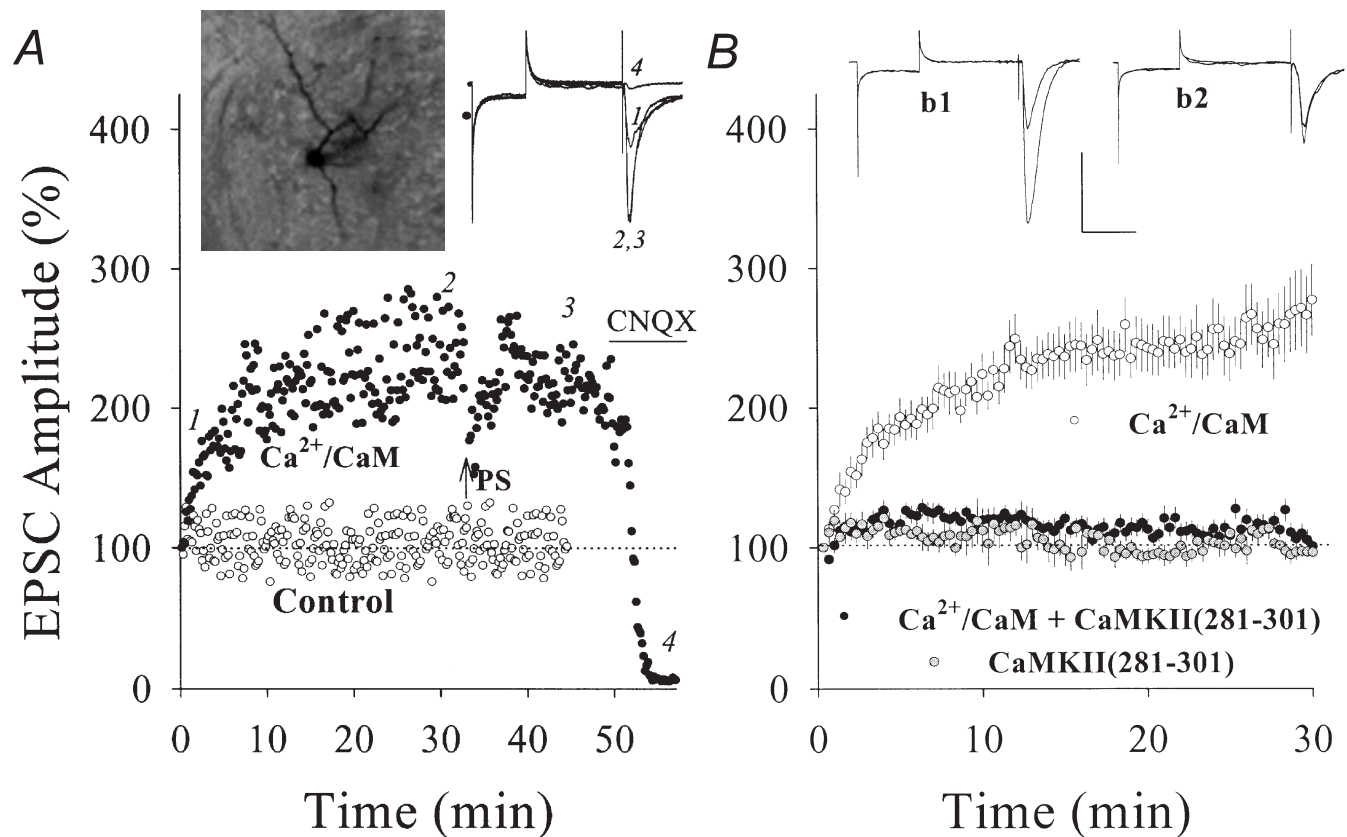 A
4
1
2,3
EPSC Amplitude (%)
400
300
200
100
0
1
2
3
CNQX
Ca2+/CaM
PS
Control
4
0 10 20 30 40 50
Time (min)
B
b1
b2
400
300
200
100
0
Ca2+/CaM
Ca2+/CaM + CaMKII(281-301)
CaMKII(281-301)
0 10 20 30
Time (min)